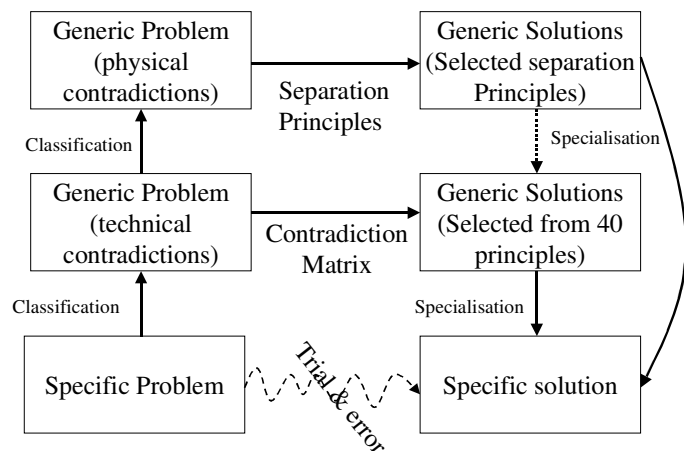 Generic Problem
(physical
contradictions)
Separation
Principles
Generic Solutions
(Selected separation
Principles)
Classification
Specialisation
Generic Problem
(technical
contradictions)
Contradiction
Matrix
Generic Solutions
(Selected from 40
principles)
Classification
Specialisation
Specific Problem
Trial & error
Specific solution